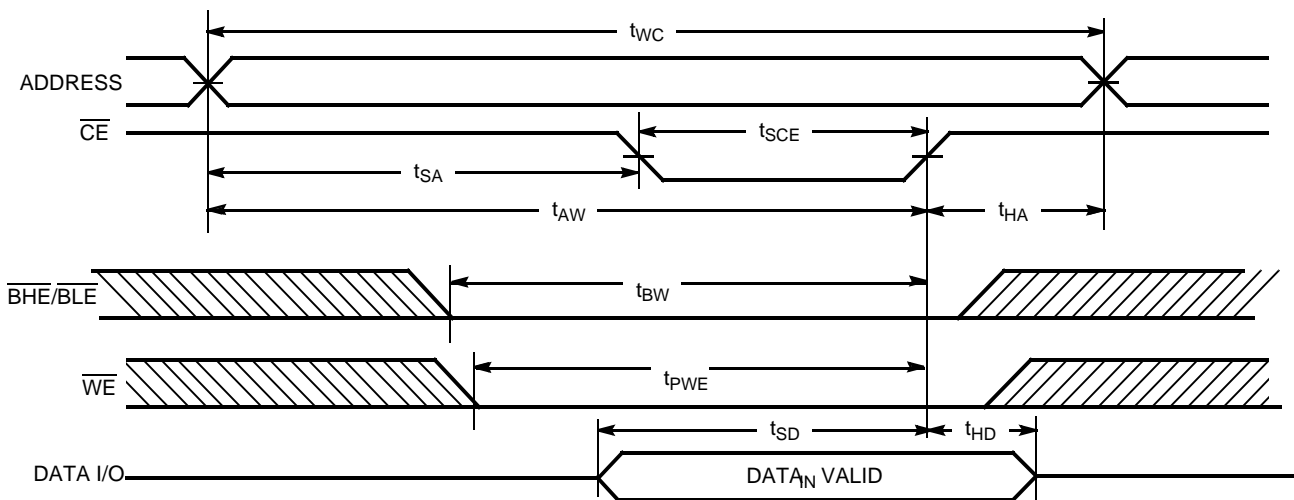 tWC
ADDRESS
CE
tSCE
tSA
tAW
tHA
BHE/BLE
tBW
WE
tPWE
tSD
tHD
DATA I/O
DATAIN VALID